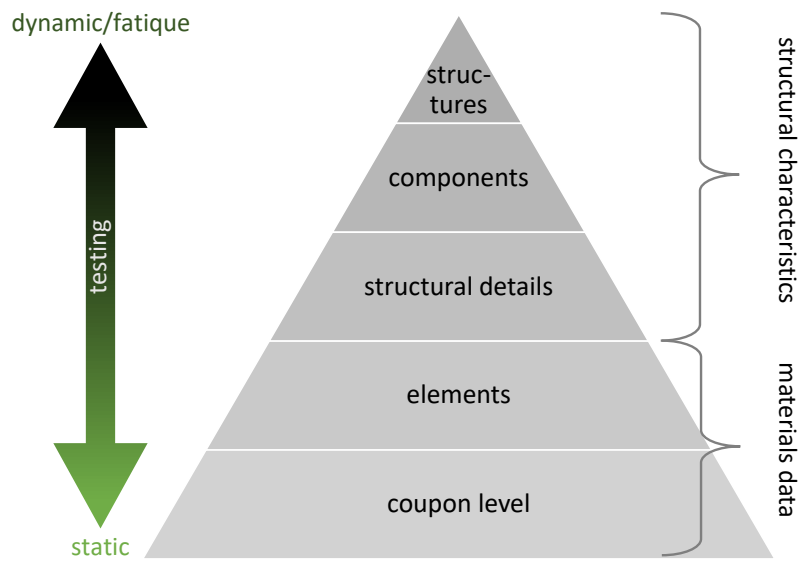 dynamic/fatique
testing
static
struc-
tures
components
structural details
elements
coupon level
structural characteristics
materials data